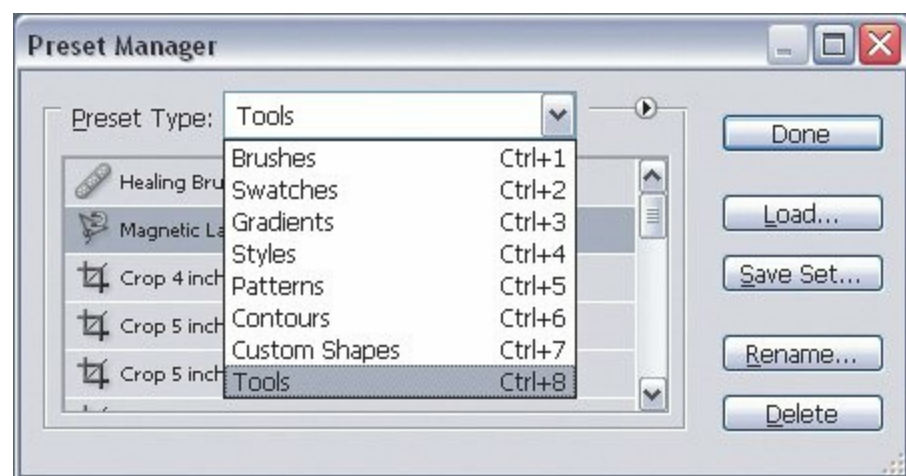 Preset Manager
Preset Type: Tools
Done
Brushes Ctrl+1
Healing Bru
Swatches Ctrl+2
Magnetic La
Gradients Ctrl+3
Load...
Styles Ctrl+4
Crop 4 inch
Patterns Ctrl+5
Save Set...
Contours Ctrl+6
Crop 5 inch
Custom Shapes Ctrl+7
Rename...
Crop 5 inch
Tools Ctrl+8
Delete